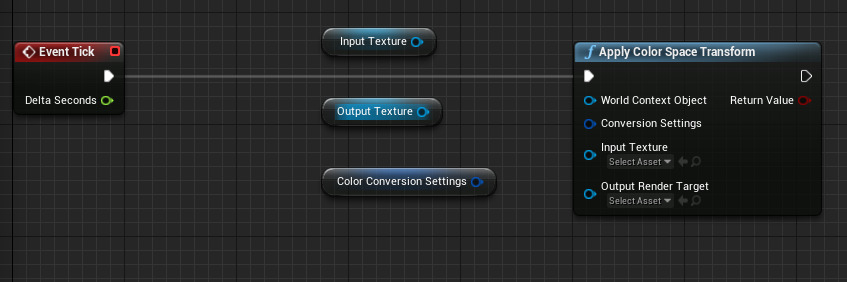 Event Tick
Delta Seconds
Input Texture
Output Texture
Color Conversion Settings
Apply Color Space Transform
World Context Object
Return Value
Conversion Settings
Input Texture
Select Asset
Output Render Target
Select Asset